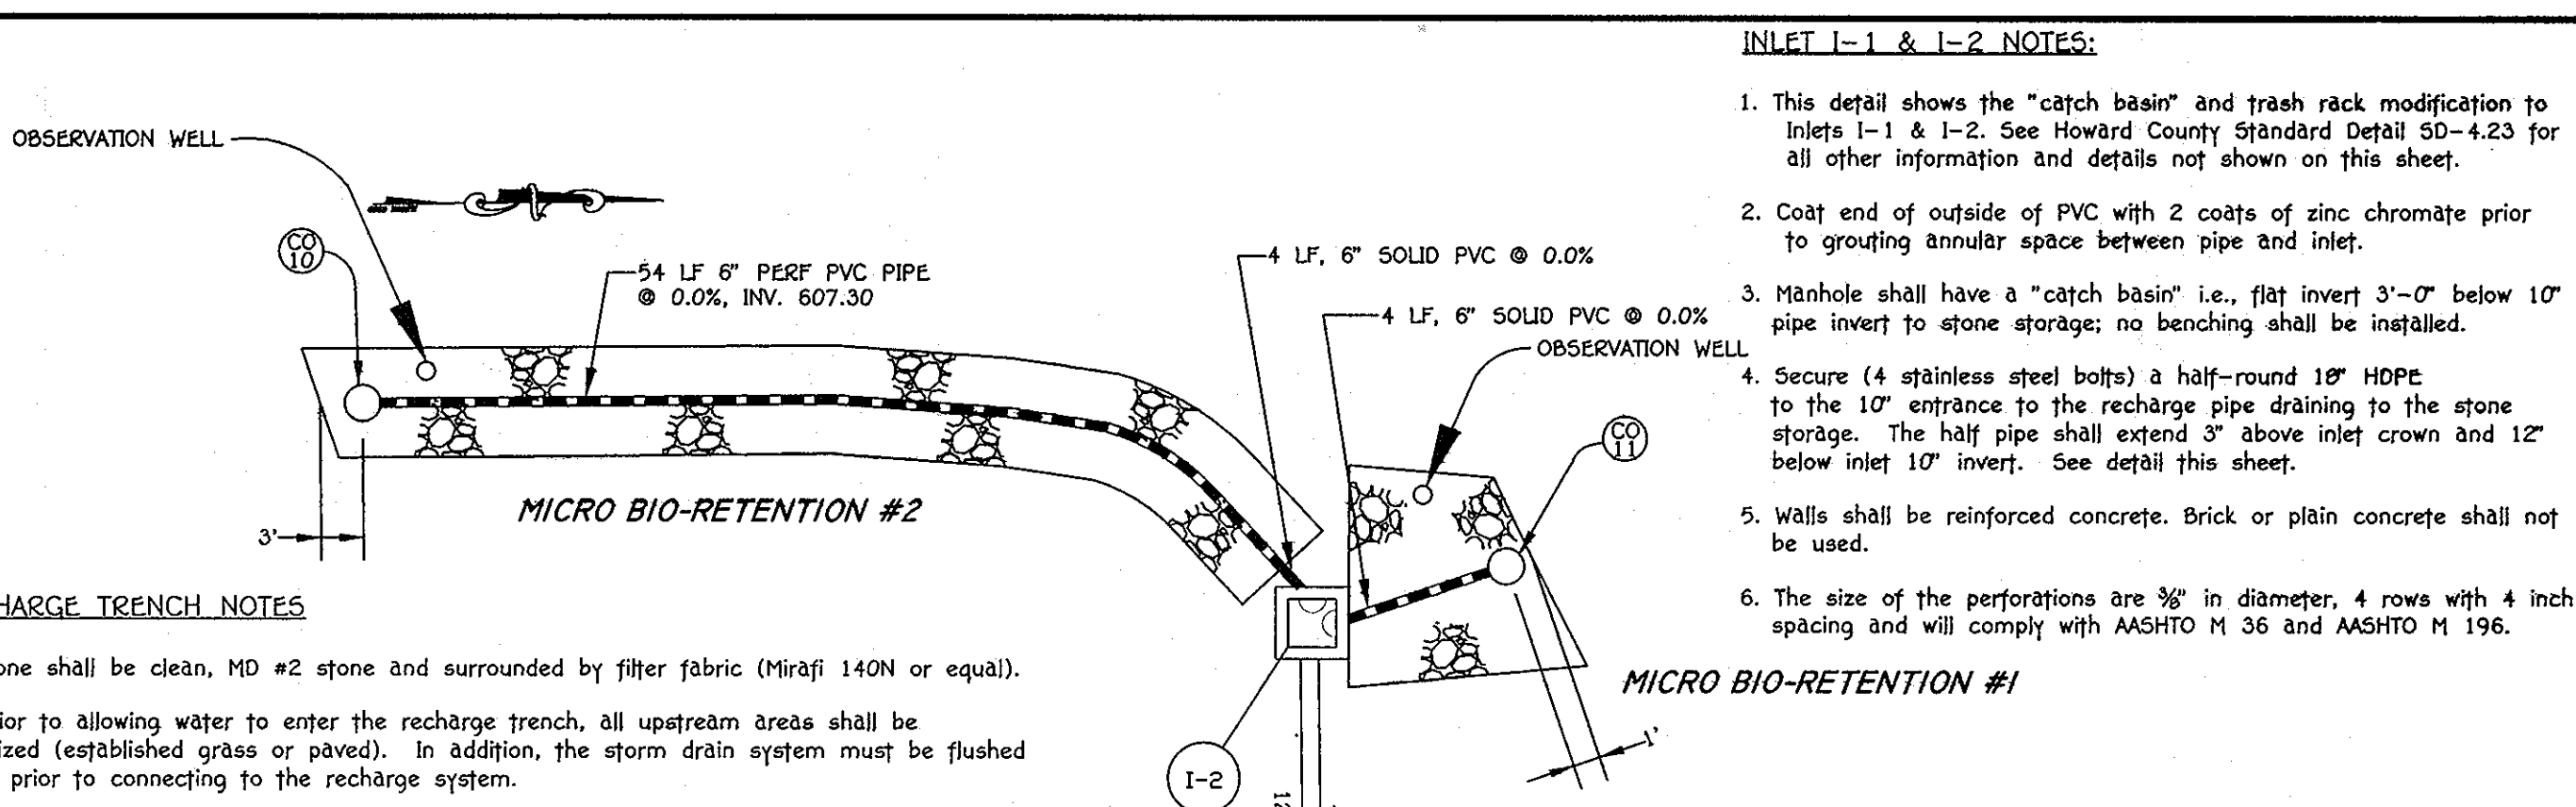 INLET I-1 & I-2 NOTES:
1. This detail shows the "catch basin" and trash rack modification to
Inlets I-1 & I-2. See Howard County Standard Detail SD-4.23 for
all other information and details not shown on this sheet.
2. Coat end of outside of PVC with 2 coats of zinc chromate prior
to grouting annular space between pipe and inlet.
3. Manhole shall have a "catch basin" i.e., flat invert 3'-0" below 10"
pipe invert to stone storage; no benching shall be installed.
4. Secure (4 stainless steel bolts) a half-round 18" HDPE
to the 10" entrance to the recharge pipe draining to the stone
storage. The half pipe shall extend 3" above inlet crown and 12"
below inlet 10" invert. See detail this sheet.
5. Walls shall be reinforced concrete. Brick or plain concrete shall not
be used.
6. The size of the perforations are 3/8" in diameter, 4 rows with 4 inch
spacing and will comply with AASHTO M 36 and AASHTO M 196.
OBSERVATION WELL
CO
10
54 LF 6" PERF PVC PIPE
@ 0.0%, INV. 607.30
4 LF, 6" SOLID PVC @ 0.0%
4 LF, 6" SOLID PVC @ 0.0%
OBSERVATION WELL
CO
11
MICRO BIO-RETENTION #2
3'
MICRO BIO-RETENTION #1
1'
I-2
12
HARGE TRENCH NOTES
one shall be clean, MD #2 stone and surrounded by filter fabric (Mirafi 140N or equal).
ior to allowing water to enter the recharge trench, all upstream areas shall be
ized (established grass or paved). In addition, the storm drain system must be flushed
prior to connecting to the recharge system.